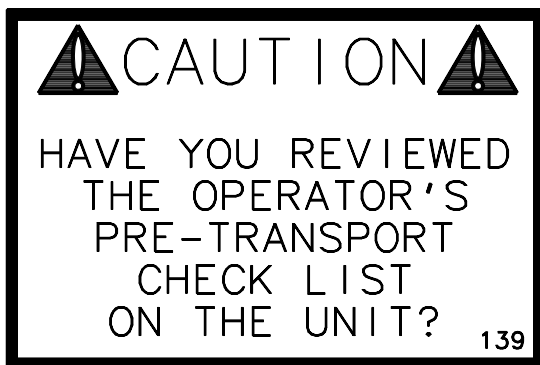 CAUTION
HAVE YOU REVIEWED
THE OPERATOR'S
PRE-TRANSPORT
CHECK LIST
ON THE UNIT?
139